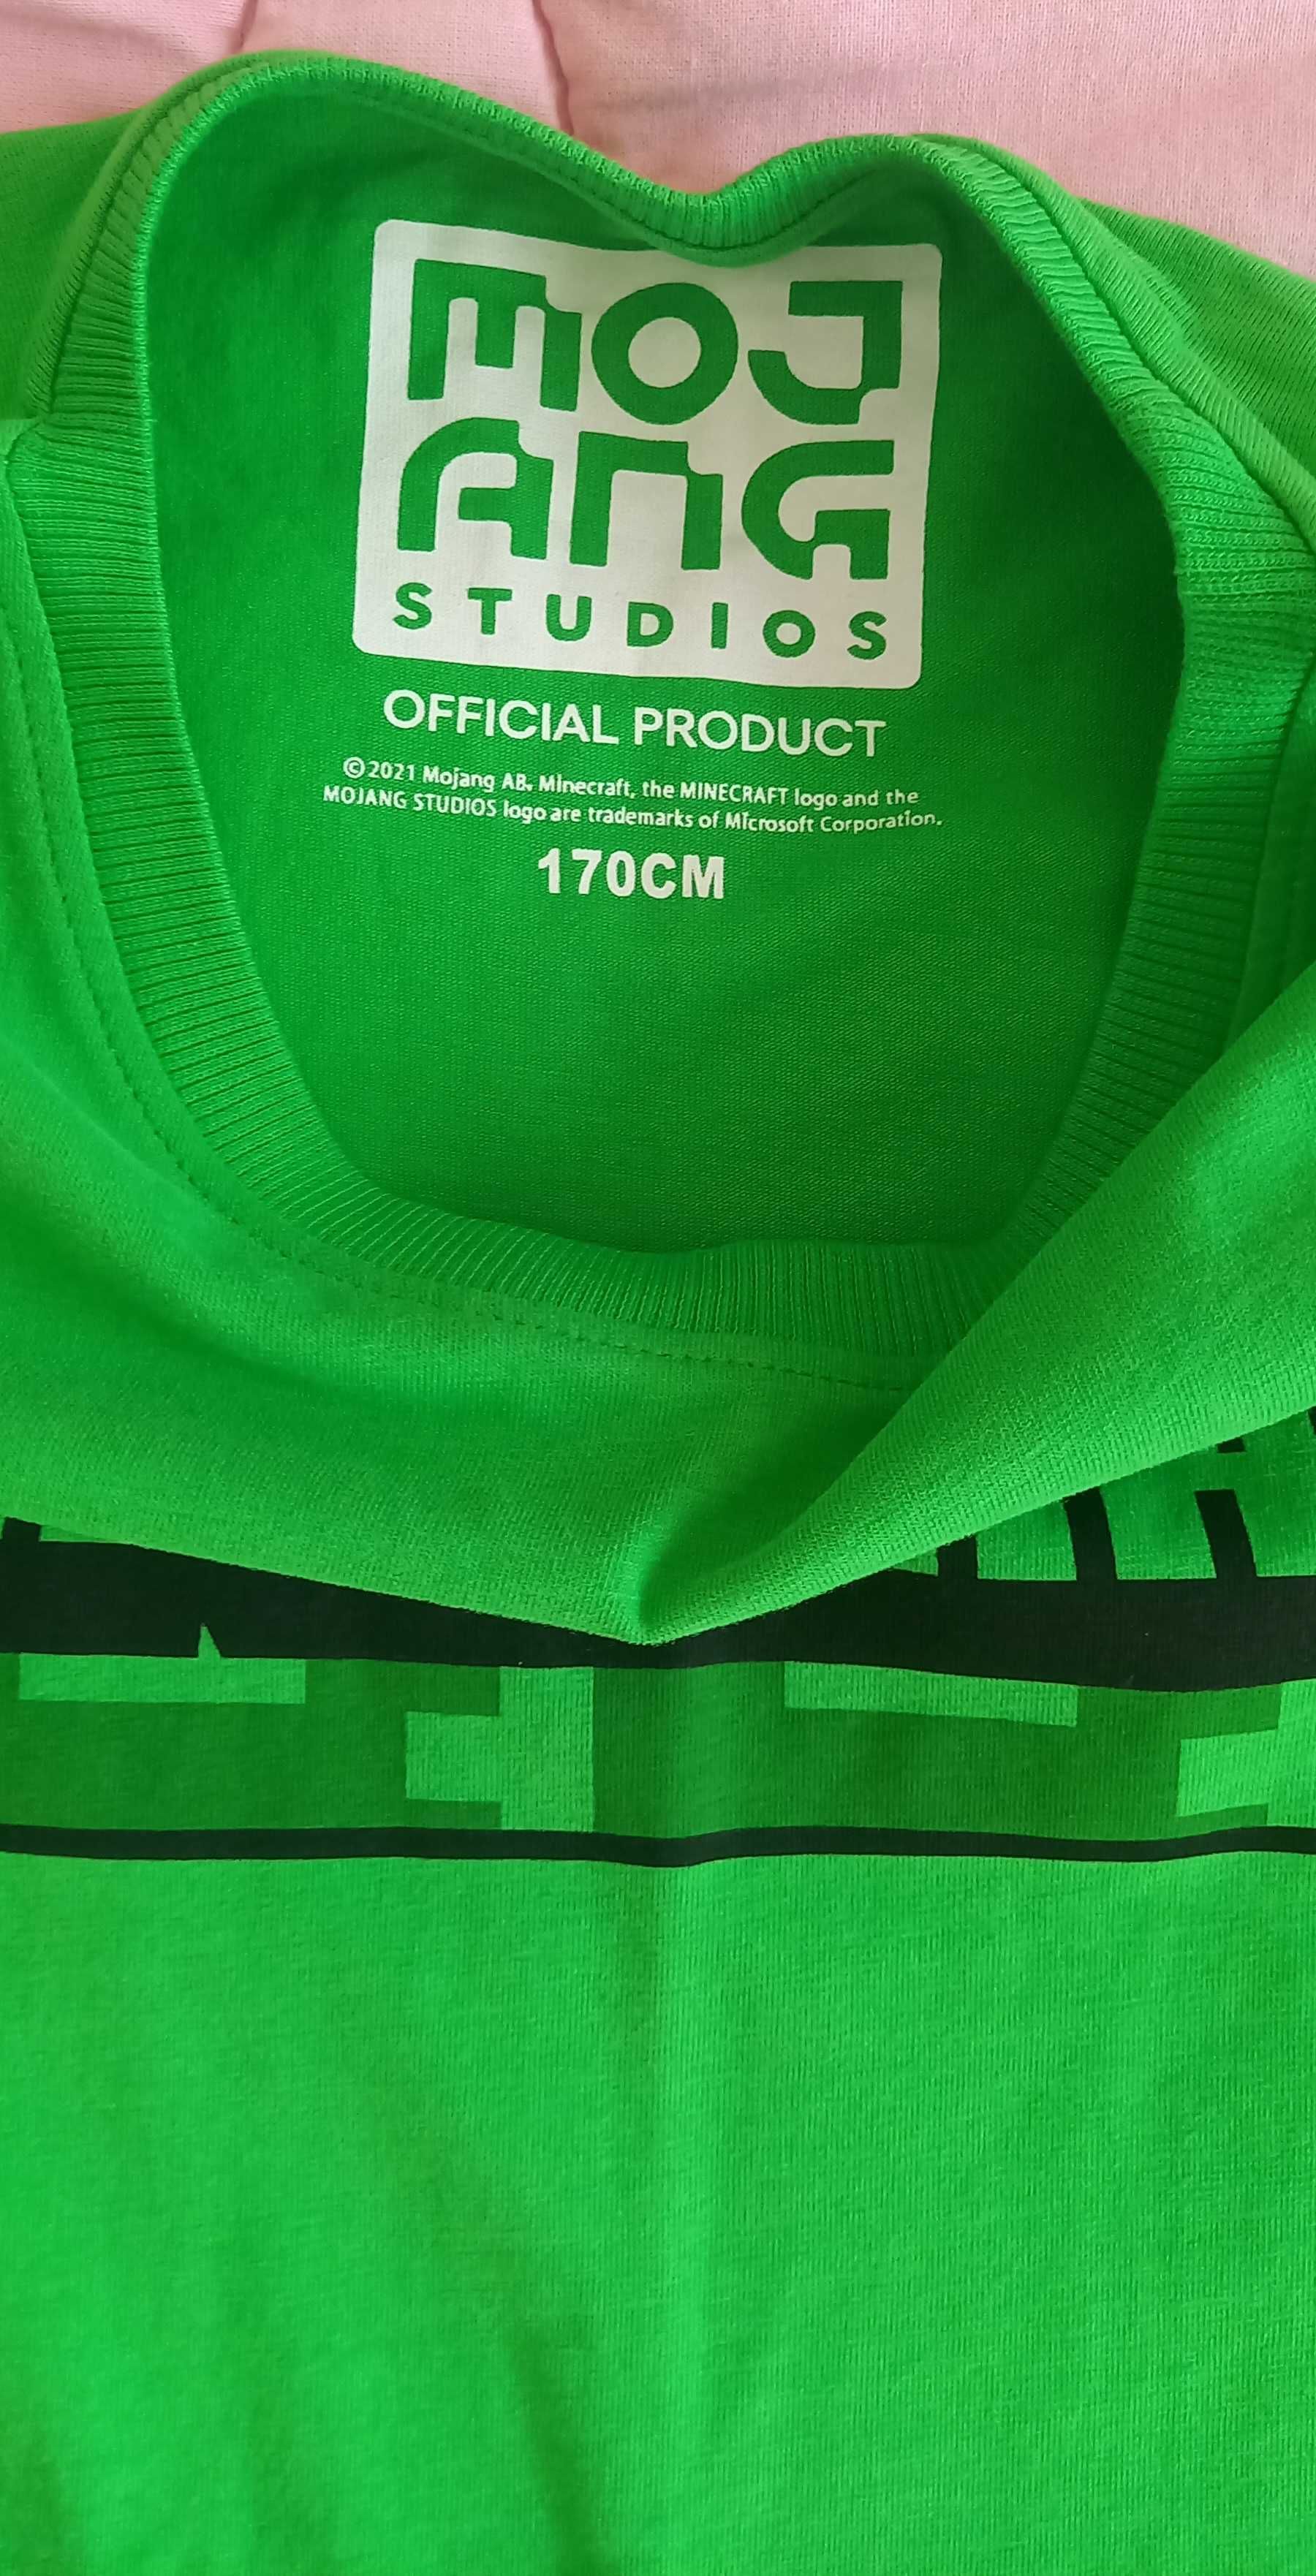 MOJ
ANG
STUDIOS
OFFICIAL PRODUCT
©2021 Mojang AB. Minecraft, the MINECRAFT logo and the
MOJANG STUDIOS logo are trademarks of Microsoft Corporation.
170CM